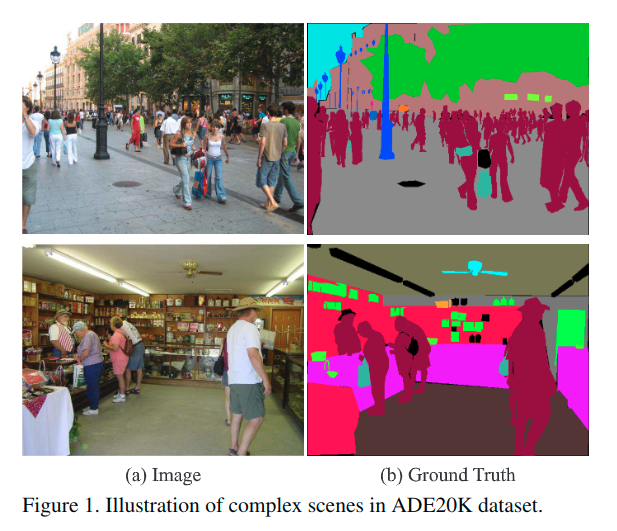 (a) Image
(b) Ground Truth
Figure 1. Illustration of complex scenes in ADE20K dataset.